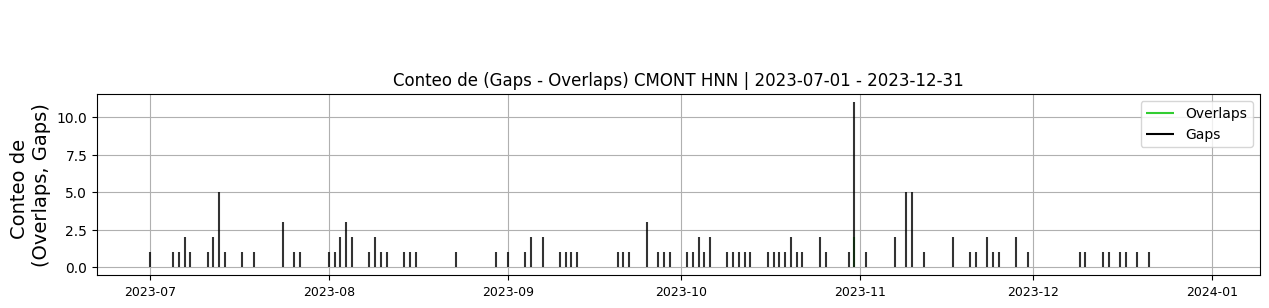 Conteo de (Gaps - Overlaps) CMONT HNN | 2023-07-01 - 2023-12-31
Conteo de
(Overlaps, Gaps)
10.0
7.5
5.0
2.5
0.0
Overlaps
Gaps
2023-07 2023-08 2023-09 2023-10 2023-11 2023-12 2024-01